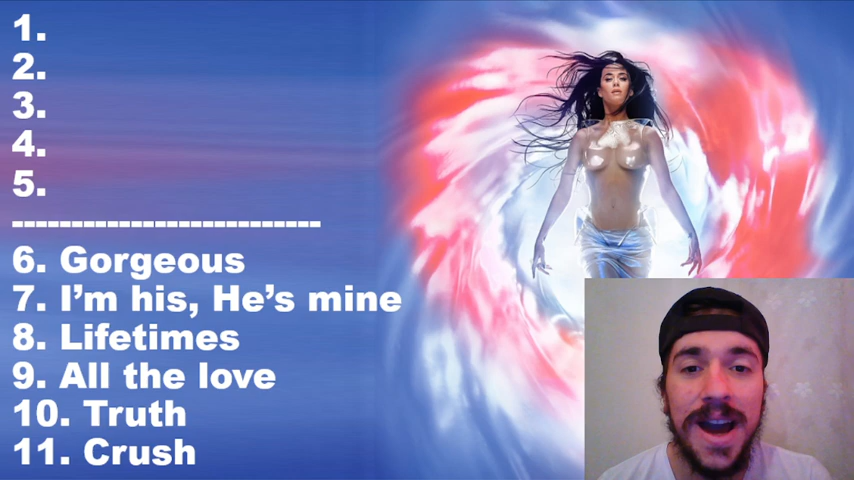 1.
2.
3.
4.
5.
--------------------------
6. Gorgeous
7. I’m his, He’s mine
8. Lifetimes
9. All the love
10. Truth
11. Crush